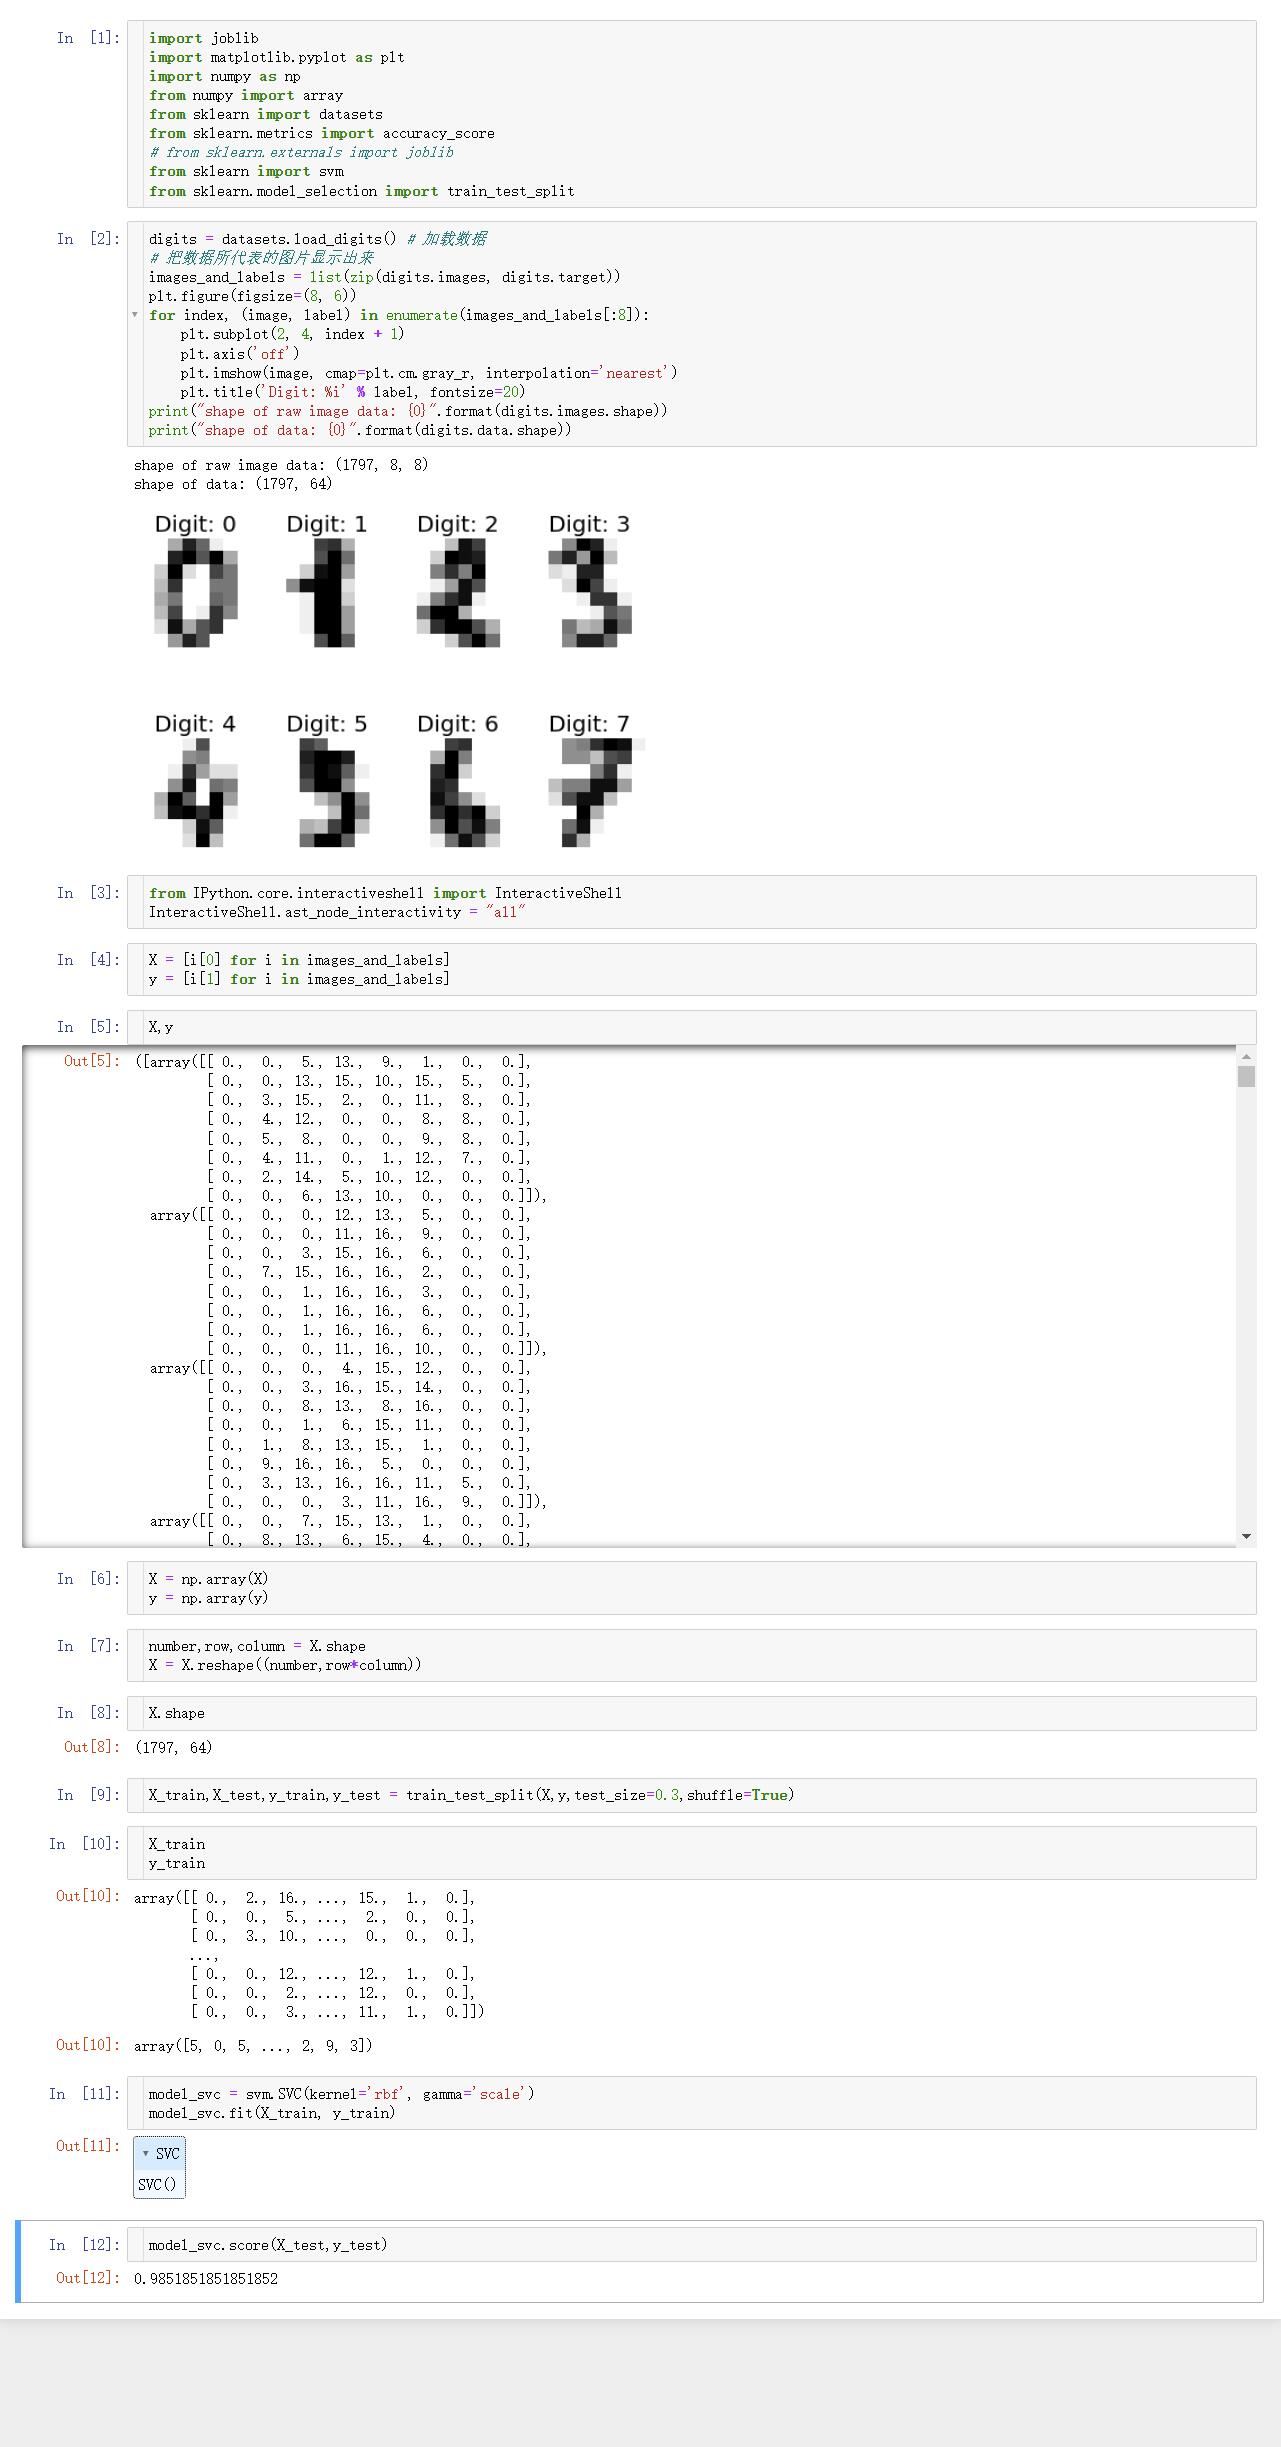 In [1]:
import joblib
import matplotlib.pyplot as plt
import numpy as np
from numpy import array
from sklearn import datasets
from sklearn.metrics import accuracy_score
# from sklearn.externals import joblib
from sklearn import svm
from sklearn.model_selection import train_test_split
In [2]:
digits = datasets.load_digits() # 加载数据
# 把数据所代表的图片显示出来
images_and_labels = list(zip(digits.images, digits.target))
plt.figure(figsize=(8, 6))
for index, (image, label) in enumerate(images_and_labels[:8]):
    plt.subplot(2, 4, index + 1)
    plt.axis('off')
    plt.imshow(image, cmap=plt.cm.gray_r, interpolation='nearest')
    plt.title('Digit: %i' % label, fontsize=20)
print("shape of raw image data: {0}".format(digits.images.shape))
print("shape of data: {0}".format(digits.data.shape))
shape of raw image data: (1797, 8, 8)
shape of data: (1797, 64)
Digit: 0 Digit: 1 Digit: 2 Digit: 3
Digit: 4 Digit: 5 Digit: 6 Digit: 7
In [3]:
from IPython.core.interactiveshell import InteractiveShell
InteractiveShell.ast_node_interactivity = "all"
In [4]:
X = [i[0] for i in images_and_labels]
y = [i[1] for i in images_and_labels]
In [5]:
X,y
Out[5]:
([array([[ 0., 0., 5., 13., 9., 1., 0., 0.],
[ 0., 0., 13., 15., 10., 15., 5., 0.],
[ 0., 3., 15., 2., 0., 11., 8., 0.],
[ 0., 4., 12., 0., 0., 8., 8., 0.],
[ 0., 5., 8., 0., 0., 9., 8., 0.],
[ 0., 4., 11., 0., 1., 12., 7., 0.],
[ 0., 2., 14., 5., 10., 12., 0., 0.],
[ 0., 0., 6., 13., 10., 0., 0., 0.]]),
array([[ 0., 0., 0., 12., 13., 5., 0., 0.],
[ 0., 0., 0., 11., 16., 9., 0., 0.],
[ 0., 0., 3., 15., 16., 6., 0., 0.],
[ 0., 7., 15., 16., 16., 2., 0., 0.],
[ 0., 0., 1., 16., 16., 3., 0., 0.],
[ 0., 0., 1., 16., 16., 6., 0., 0.],
[ 0., 0., 1., 16., 16., 6., 0., 0.],
[ 0., 0., 0., 11., 16., 10., 0., 0.]]),
array([[ 0., 0., 0., 4., 15., 12., 0., 0.],
[ 0., 0., 3., 16., 15., 14., 0., 0.],
[ 0., 0., 8., 13., 8., 16., 0., 0.],
[ 0., 0., 1., 6., 15., 11., 0., 0.],
[ 0., 1., 8., 13., 15., 1., 0., 0.],
[ 0., 9., 16., 16., 5., 0., 0., 0.],
[ 0., 3., 13., 16., 16., 11., 5., 0.],
[ 0., 0., 0., 3., 11., 16., 9., 0.]]),
array([[ 0., 0., 7., 15., 13., 1., 0., 0.],
[ 0., 8., 13., 6., 15., 4., 0., 0.],
In [6]:
X = np.array(X)
y = np.array(y)
In [7]:
number,row,column = X.shape
X = X.reshape((number,row*column))
In [8]:
X.shape
Out[8]:
(1797, 64)
In [9]:
X_train,X_test,y_train,y_test = train_test_split(X,y,test_size=0.3,shuffle=True)
In [10]:
X_train
y_train
Out[10]:
array([[ 0., 2., 16., ..., 15., 1., 0.],
[ 0., 0., 5., ..., 2., 0., 0.],
[ 0., 3., 10., ..., 0., 0., 0.],
...,
[ 0., 0., 12., ..., 12., 1., 0.],
[ 0., 0., 2., ..., 12., 0., 0.],
[ 0., 0., 3., ..., 11., 1., 0.]])
Out[10]:
array([5, 0, 5, ..., 2, 9, 3])
In [11]:
model_svc = svm.SVC(kernel='rbf', gamma='scale')
model_svc.fit(X_train, y_train)
Out[11]:
SVC
SVC()
In [12]:
model_svc.score(X_test,y_test)
Out[12]:
0.9851851851851852